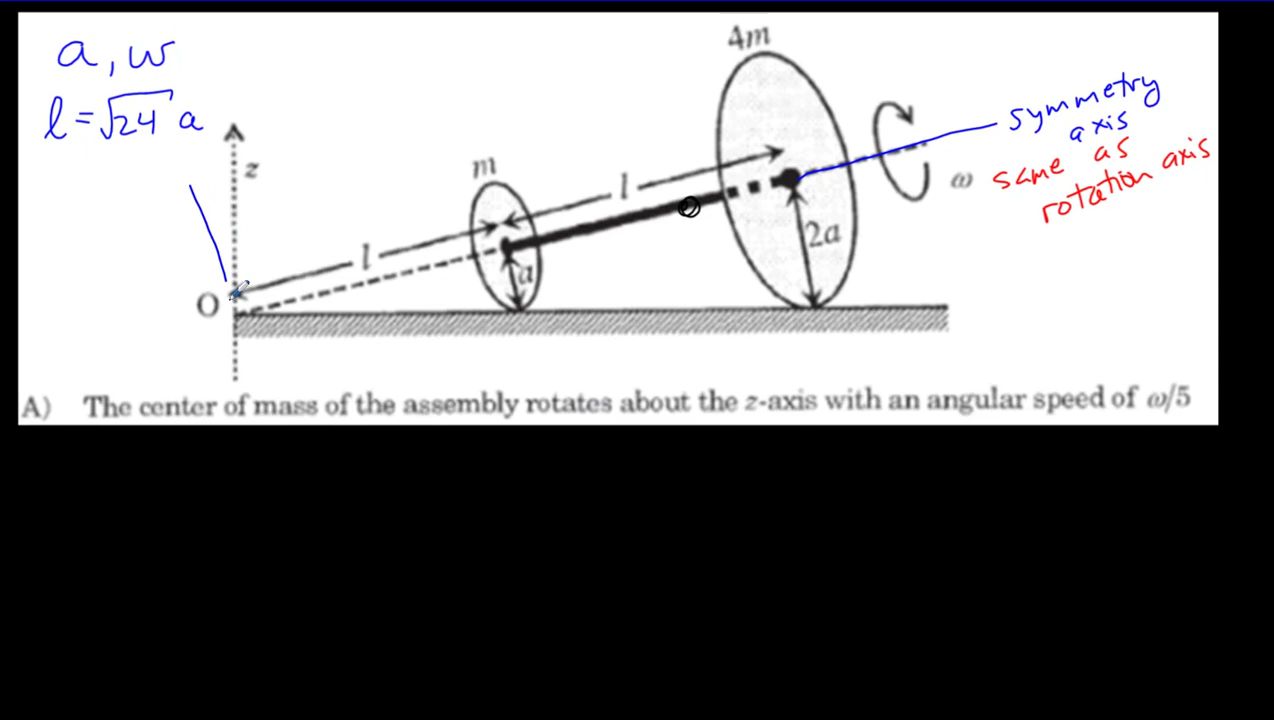 a, w
l = √24 a
z
O
l
m
a
l
4m
2a
ω
symmetry
axis
same as
rotation axis
A) The center of mass of the assembly rotates about the z-axis with an angular speed of ω/5